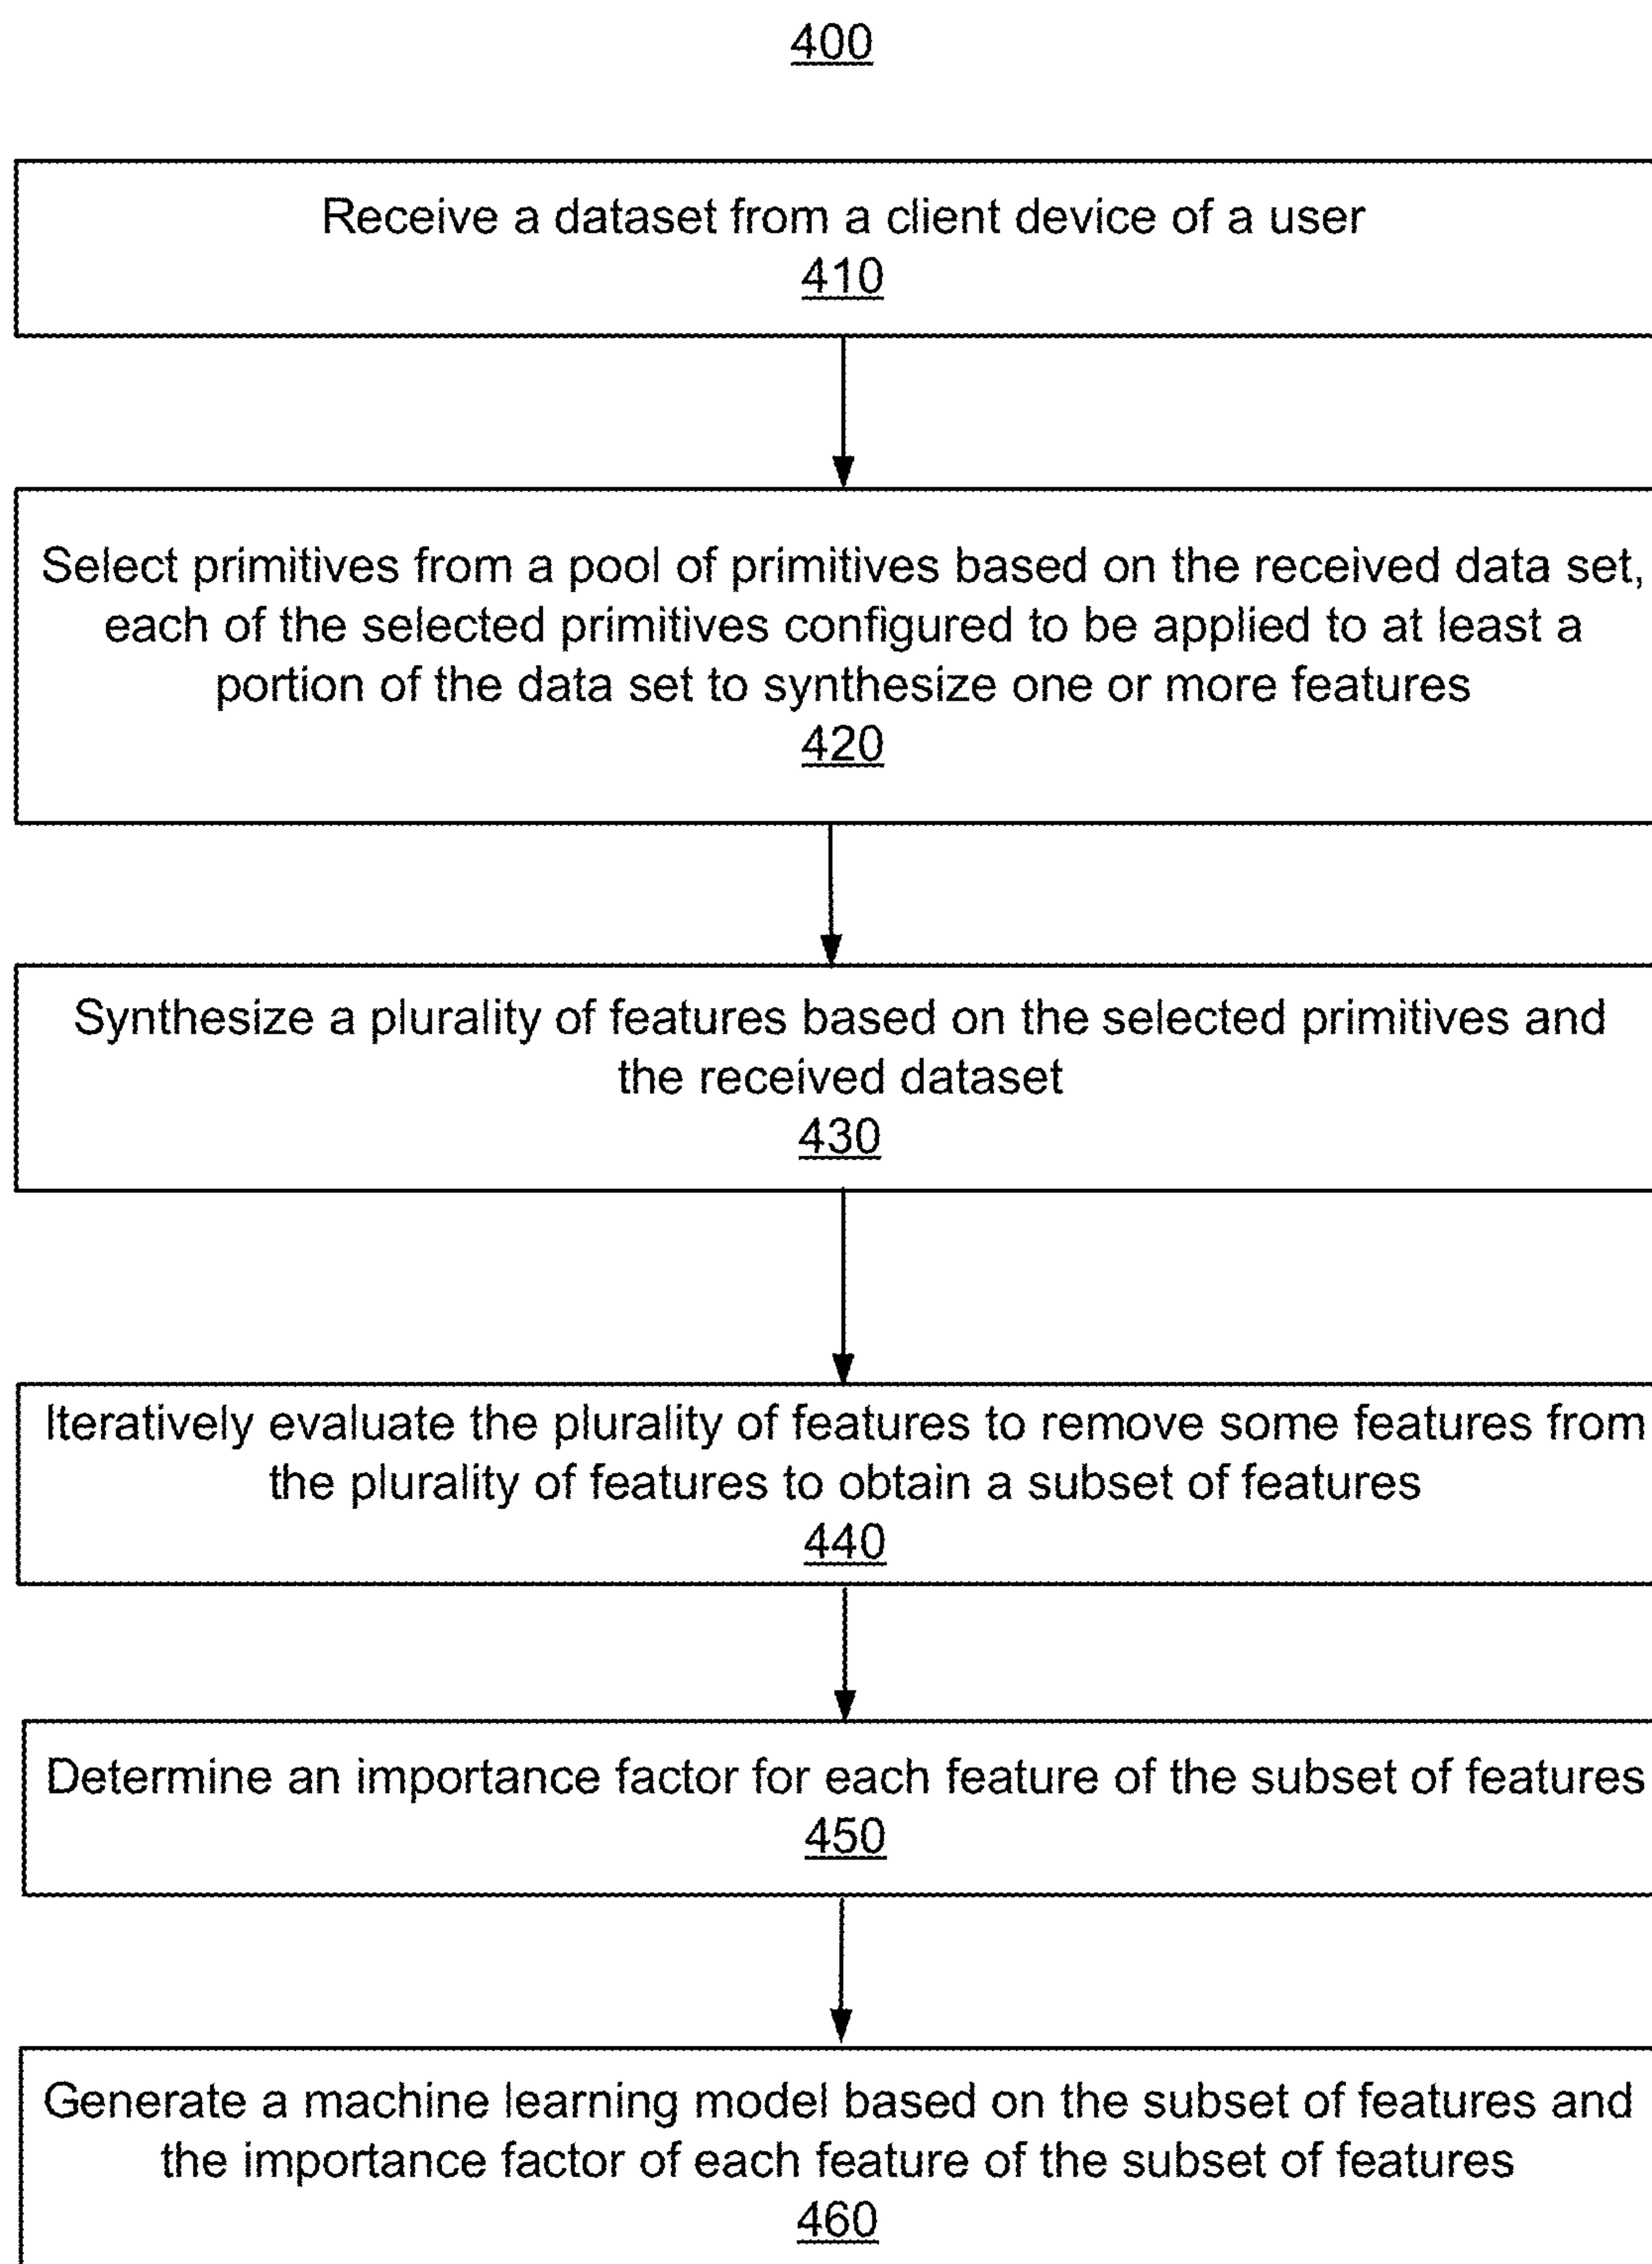 400
Receive a dataset from a client device of a user
410
Select primitives from a pool of primitives based on the received data set,
each of the selected primitives configured to be applied to at least a
portion of the data set to synthesize one or more features
420
Synthesize a plurality of features based on the selected primitives and
the received dataset
430
Iteratively evaluate the plurality of features to remove some features from
the plurality of features to obtain a subset of features
440
Determine an importance factor for each feature of the subset of features
450
Generate a machine learning model based on the subset of features and
the importance factor of each feature of the subset of features
460